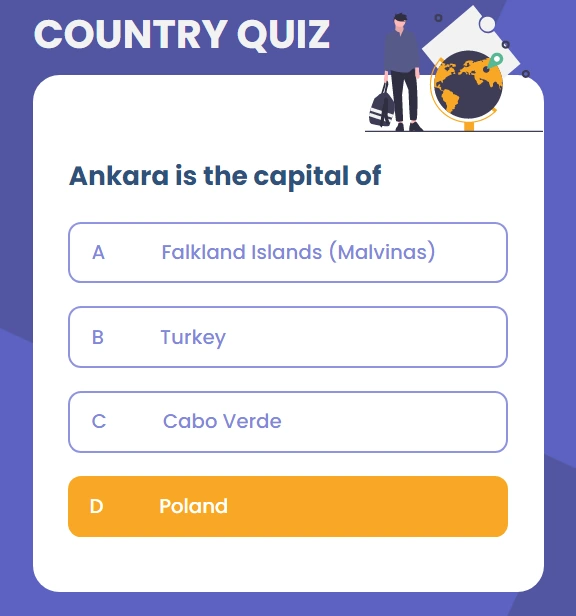 COUNTRY QUIZ
Ankara is the capital of
A Falkland Islands (Malvinas)
B Turkey
C Cabo Verde
D Poland